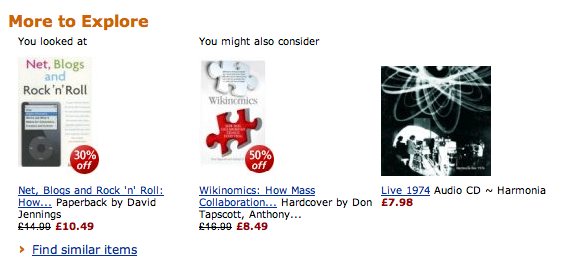 More to Explore
You looked at
You might also consider
Net, Blogs
and
Rock'n'Roll
30%
off
Wikinomics
50%
off
Net, Blogs and Rock 'n' Roll:
How... Paperback by David
Jennings
£14.99 £10.49
Wikinomics: How Mass
Collaboration... Hardcover by Don
Tapscott, Anthony...
£16.99 £8.49
Live 1974 Audio CD ~ Harmonia
£7.98
Find similar items